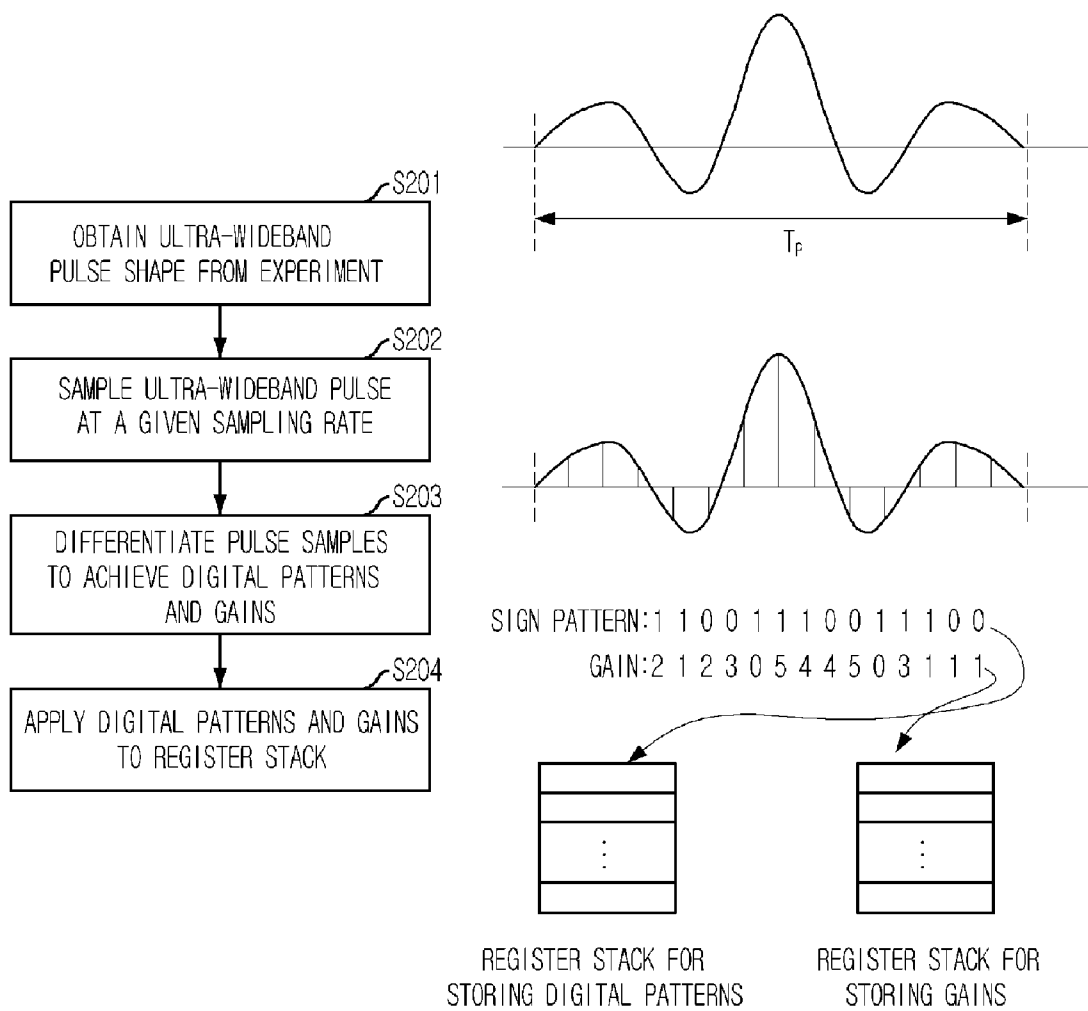 S201
OBTAIN ULTRA-WIDEBAND
PULSE SHAPE FROM EXPERIMENT
S202
SAMPLE ULTRA-WIDEBAND PULSE
AT A GIVEN SAMPLING RATE
S203
DIFFERENTIATE PULSE SAMPLES
TO ACHIEVE DIGITAL PATTERNS
AND GAINS
S204
APPLY DIGITAL PATTERNS AND GAINS
TO REGISTER STACK
Tp
SIGN PATTERN:1 1 0 0 1 1 1 0 0 1 1 1 0 0
GAIN:2 1 2 3 0 5 4 4 5 0 3 1 1 1
REGISTER STACK FOR
STORING DIGITAL PATTERNS
REGISTER STACK FOR
STORING GAINS